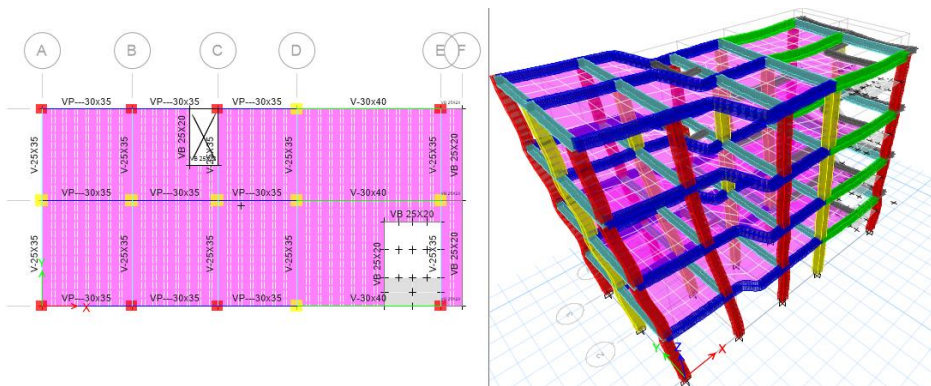 A B C D E F
VP---30x35 VP---30x35 VP---30x35 V-30x40
V-25X35 V-25X35 VB 25X20 V-25X35 V-25X35 V-25X35 VB 25X20
VP---30x35 VP---30x35 VP---30x35 V-30x40
VB 25X20
V-25X35 V-25X35 V-25X35 V-25X35 VB 25X20 V-25X35 VB 25X20
VP---30x35 VP---30x35 VP---30x35 V-30x40
X
Y Z X